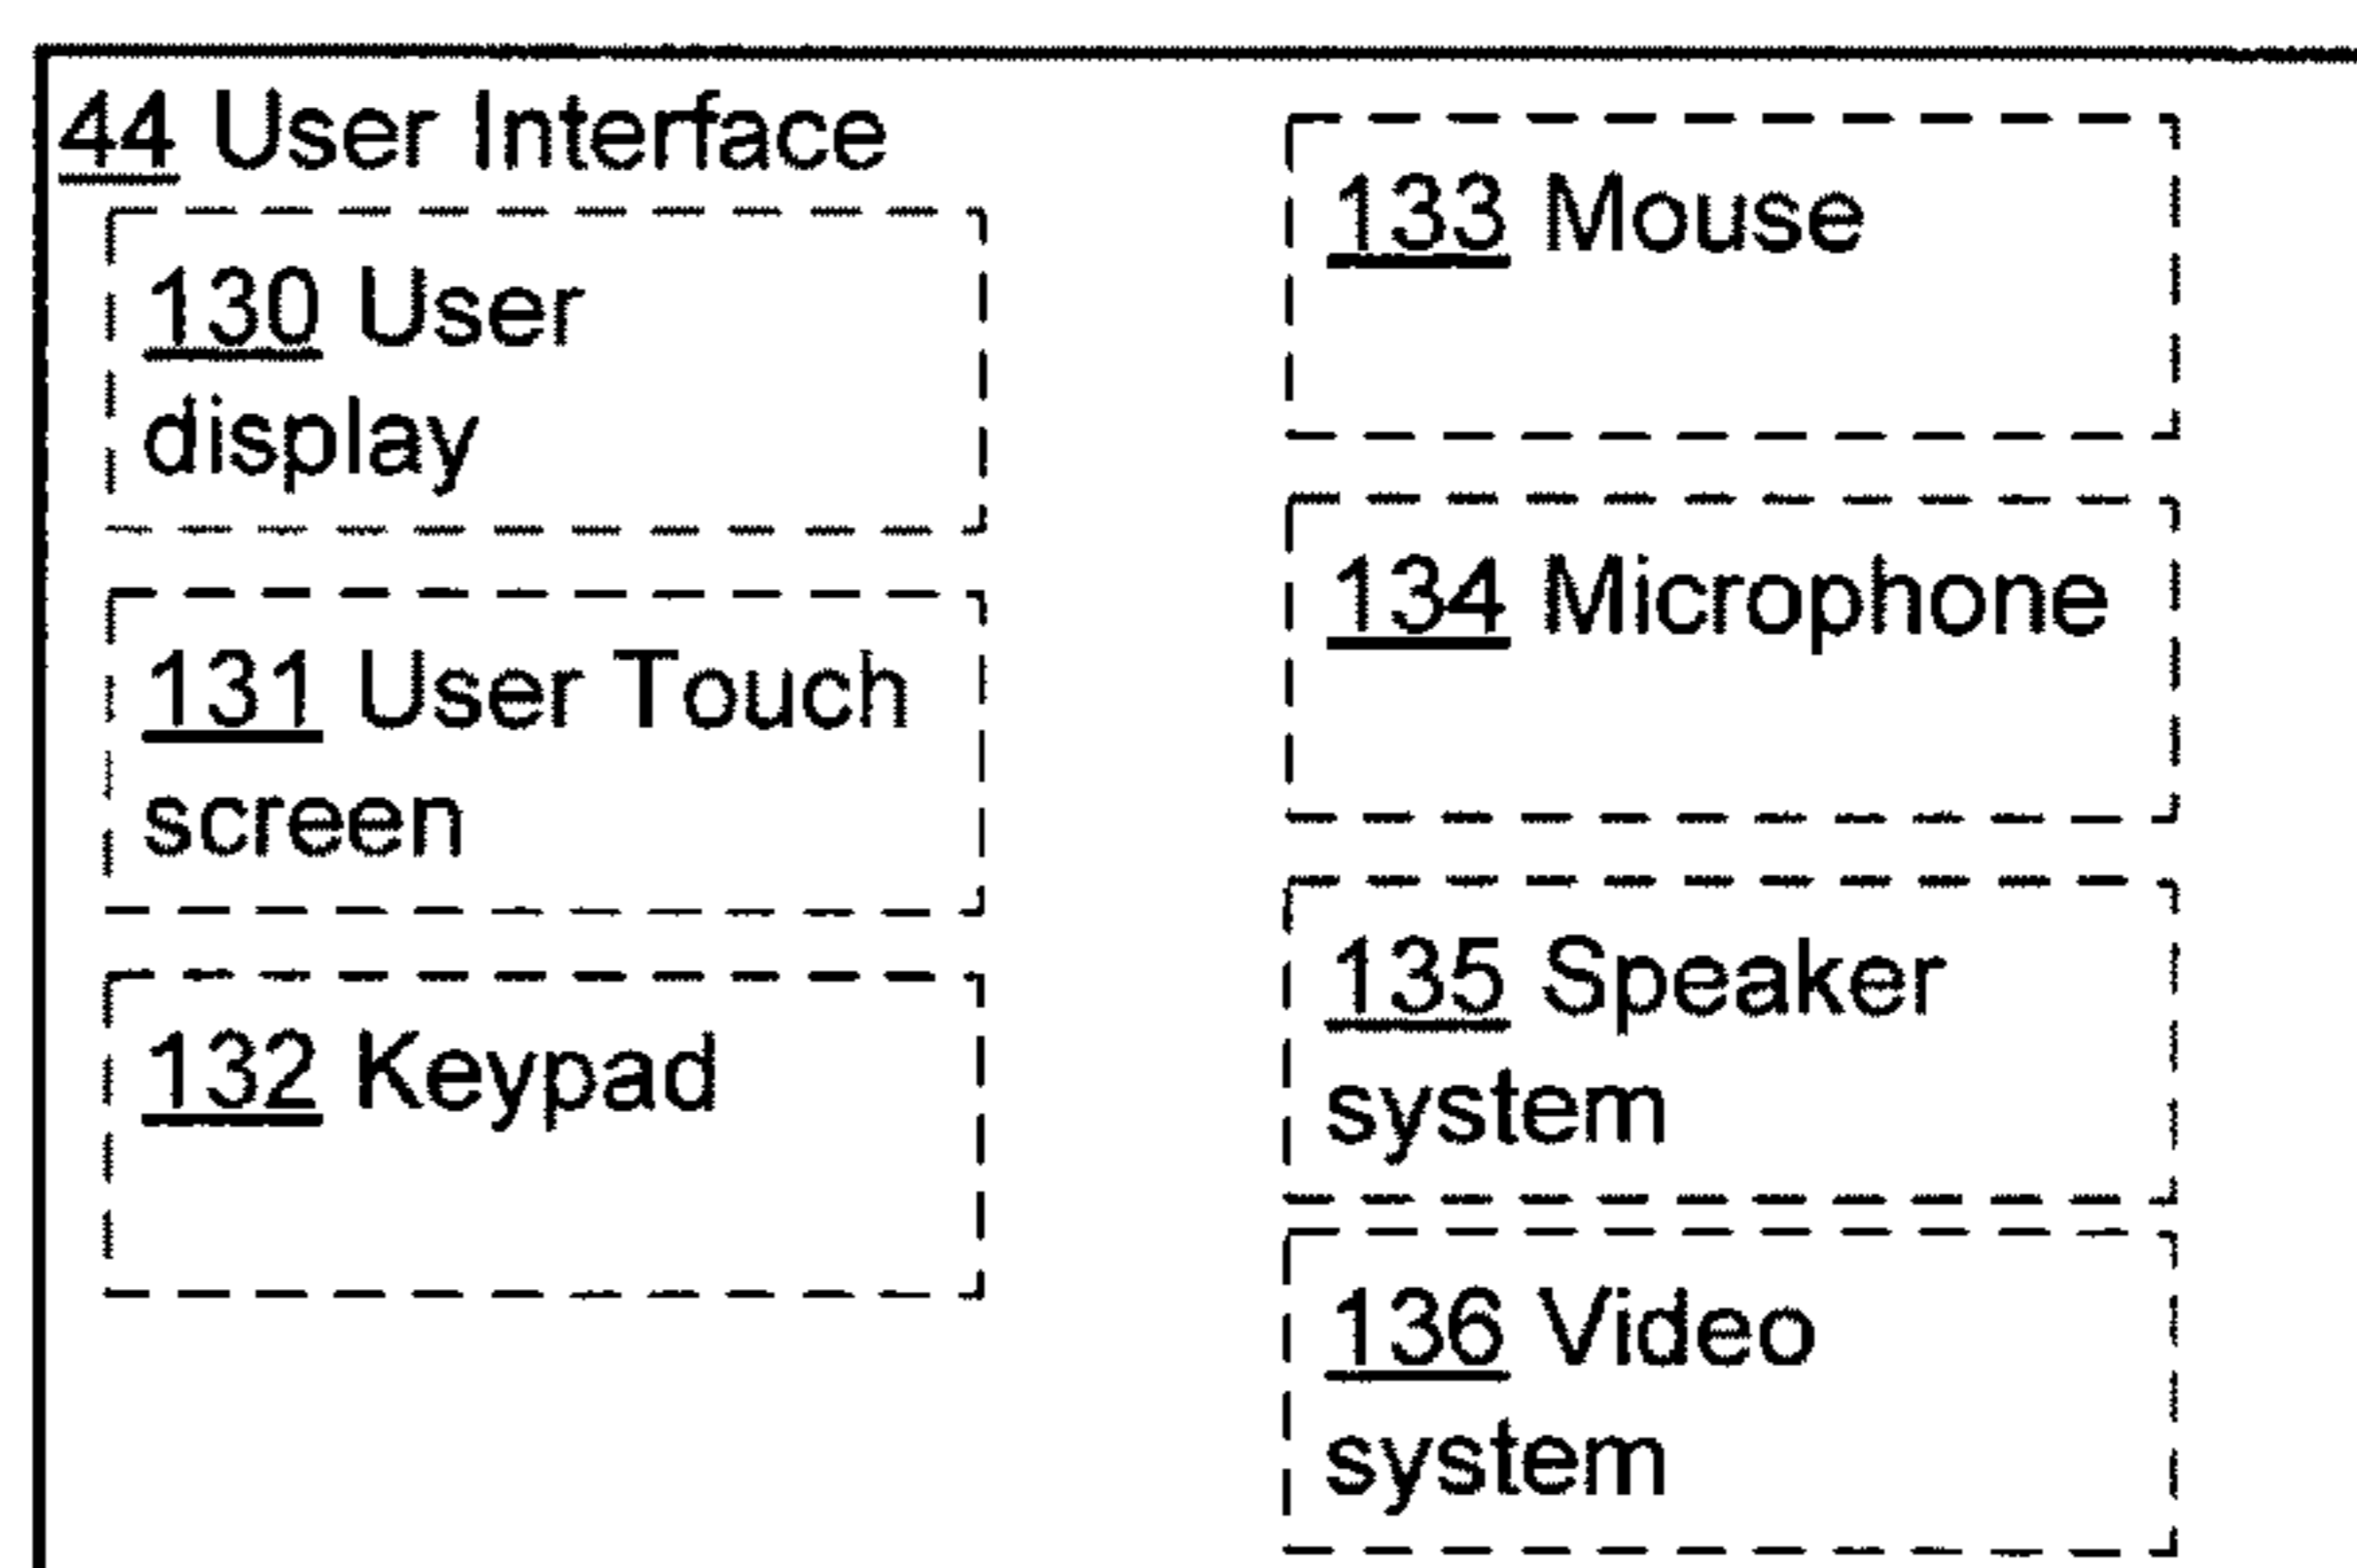 44 User Interface
130 User
display
131 User Touch
screen
132 Keypad
133 Mouse
134 Microphone
135 Speaker
system
136 Video
system